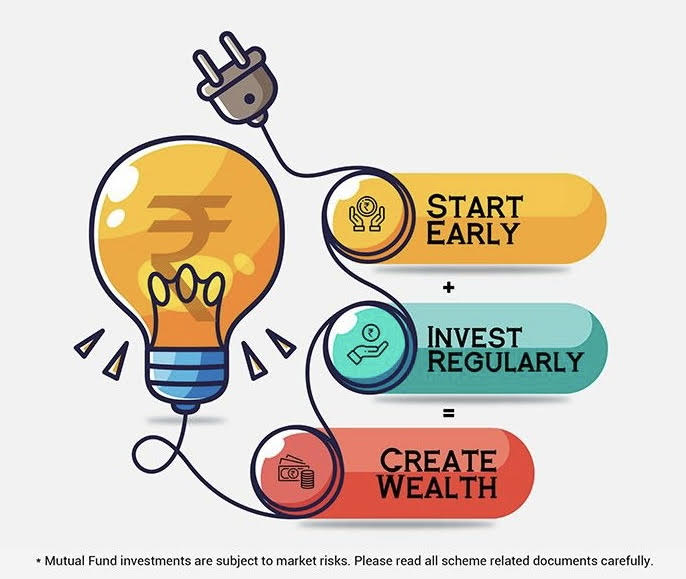 ₹
START
EARLY
+
INVEST
REGULARLY
=
CREATE
WEALTH
* Mutual Fund investments are subject to market risks. Please read all scheme related documents carefully.